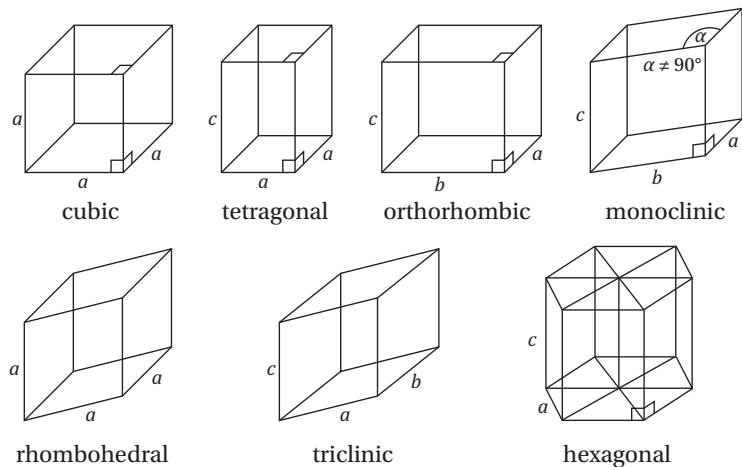 a
a
a
cubic
c
a
a
tetragonal
c
b
a
orthorhombic
α
α ≠ 90°
c
b
a
monoclinic
a
a
a
rhombohedral
c
a
b
triclinic
c
a
hexagonal